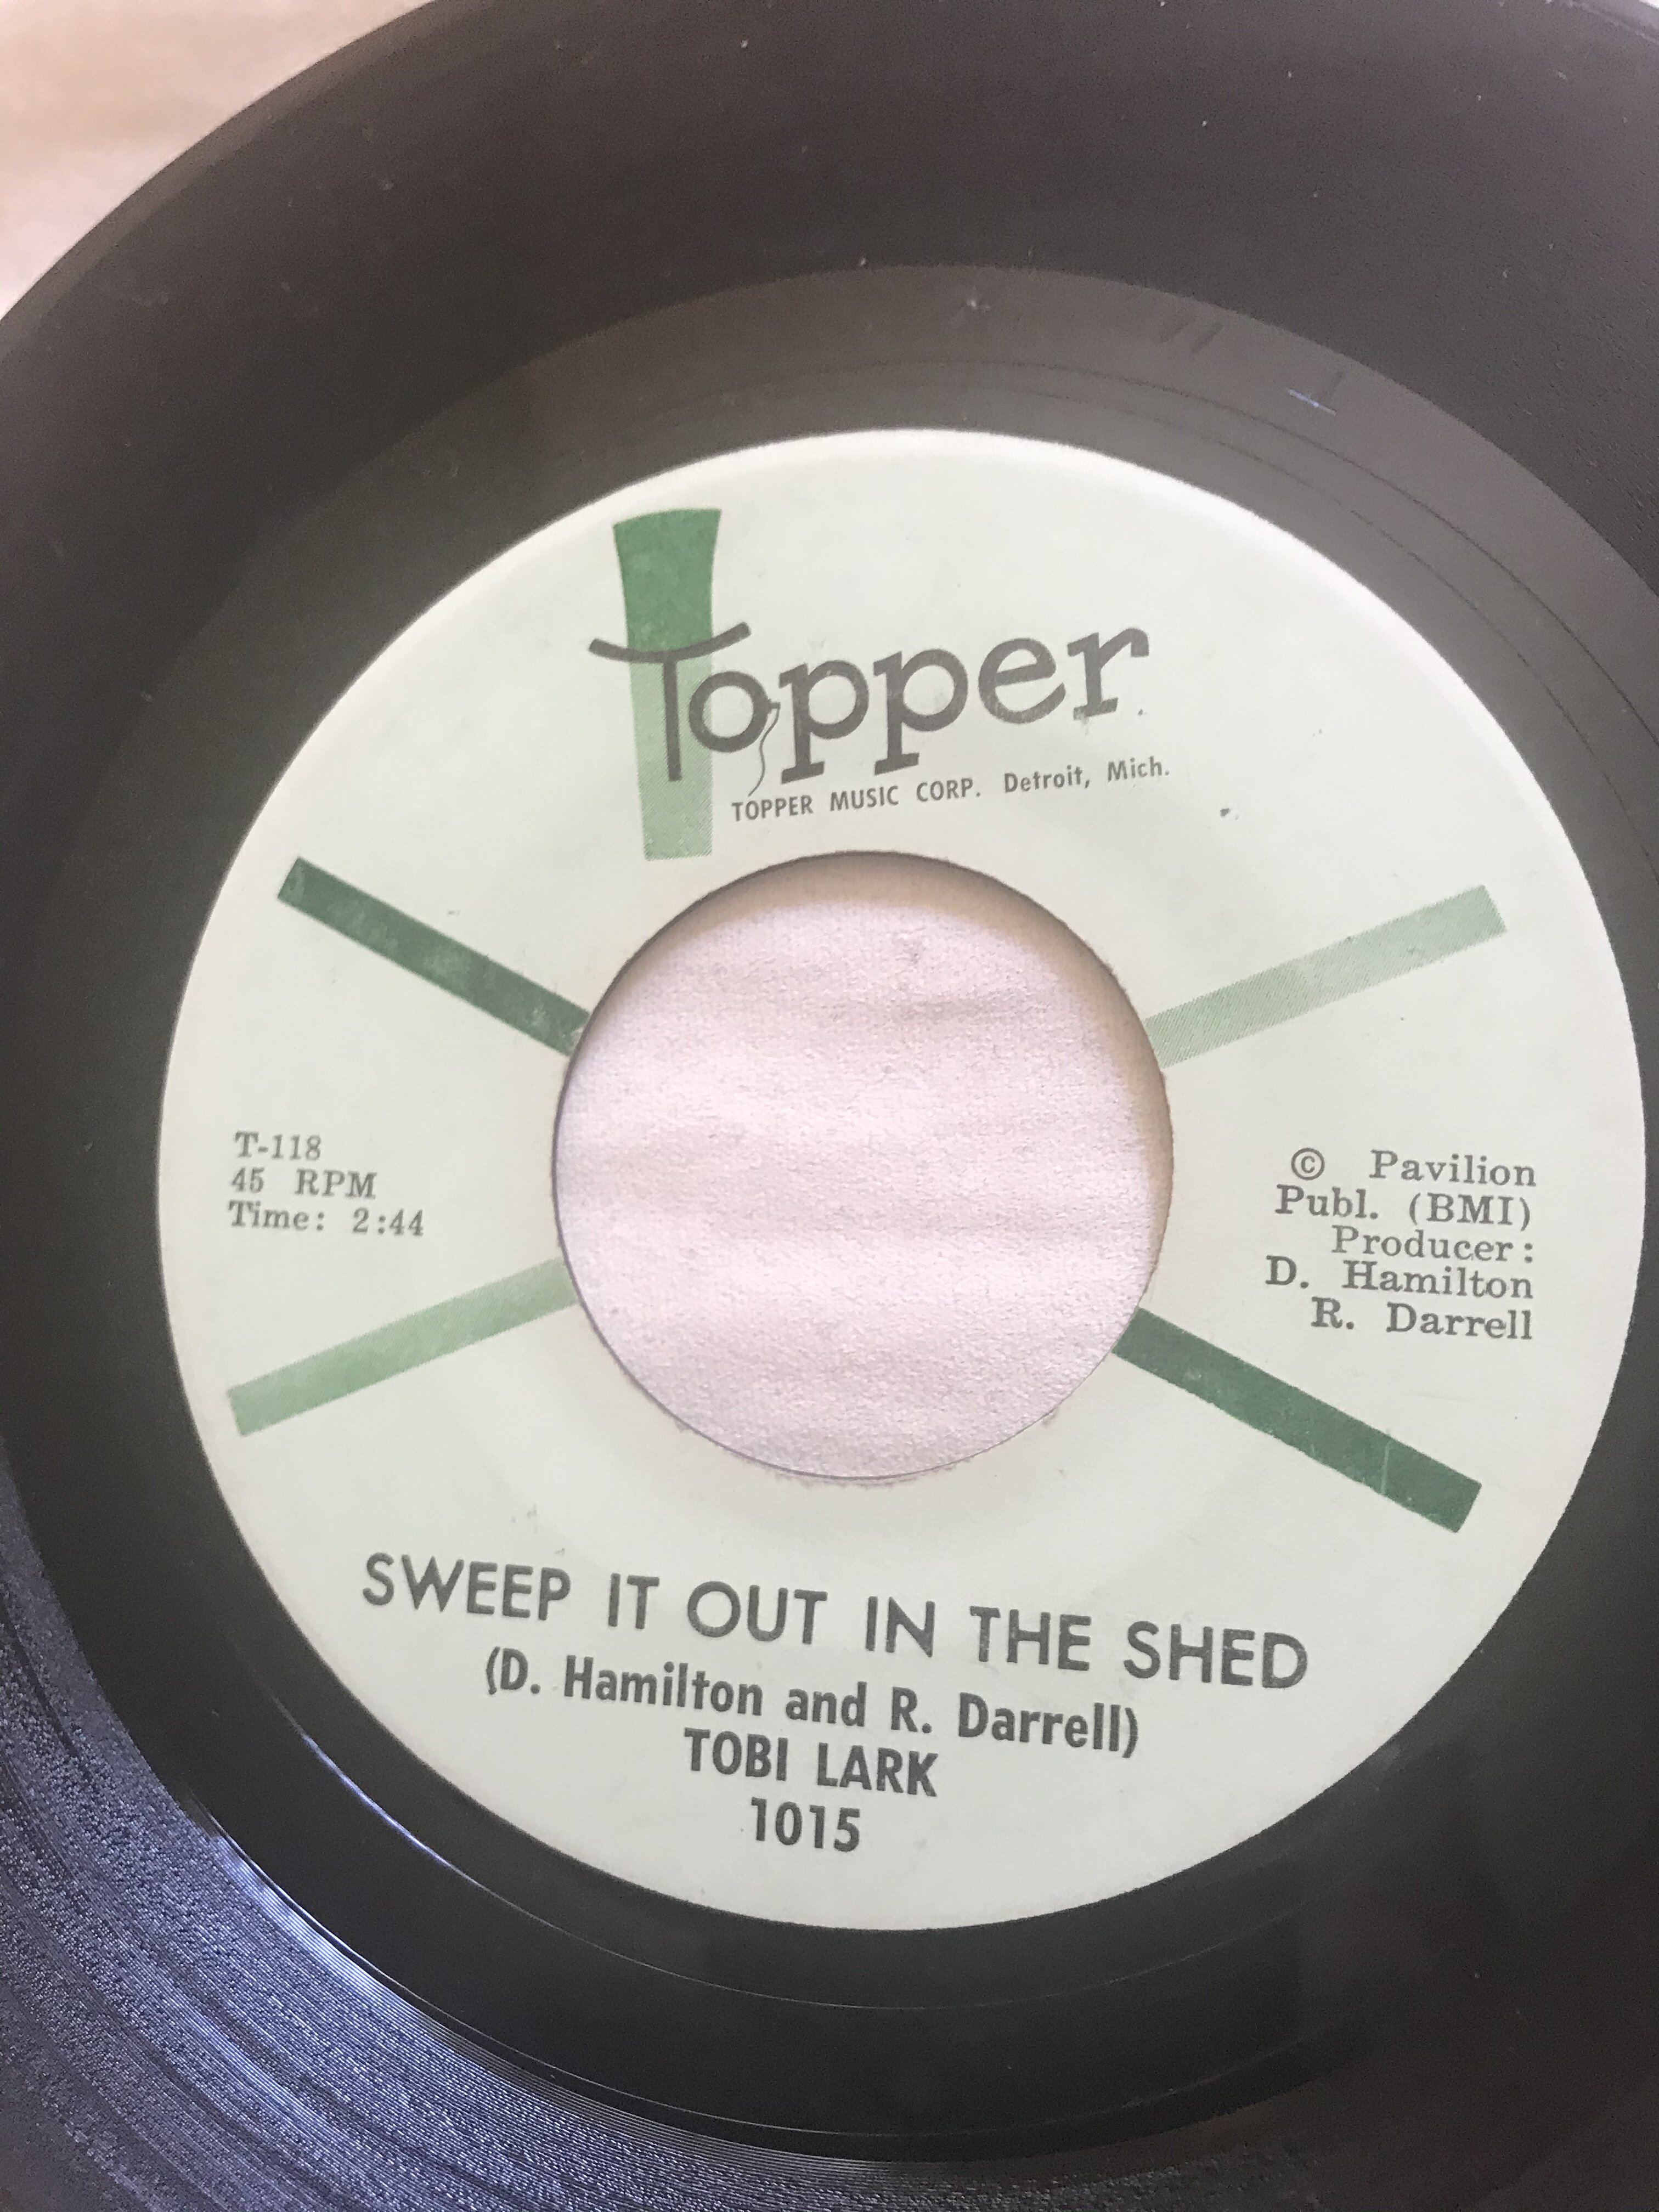 Topper
TOPPER MUSIC CORP. Detroit, Mich.
T-118
45 RPM
Time: 2:44
© Pavilion
Publ. (BMI)
Producer:
D. Hamilton
R. Darrell
SWEEP IT OUT IN THE SHED
(D. Hamilton and R. Darrell)
TOBI LARK
1015